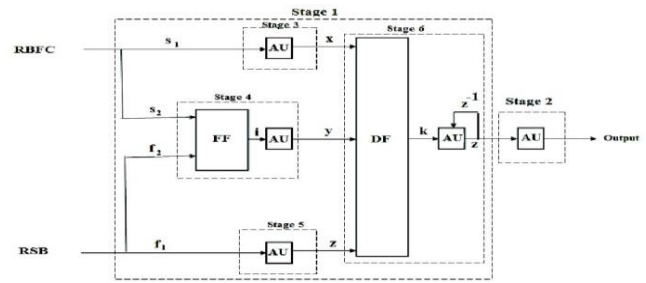 Stage 1
Stage 3
Stage 6
RBFC
s1
AU
x
Stage 4
z-1
Stage 2
s2
FF
i
AU
y
DF
k
AU
z
AU
Output
f2
Stage 5
RSB
f1
AU
z